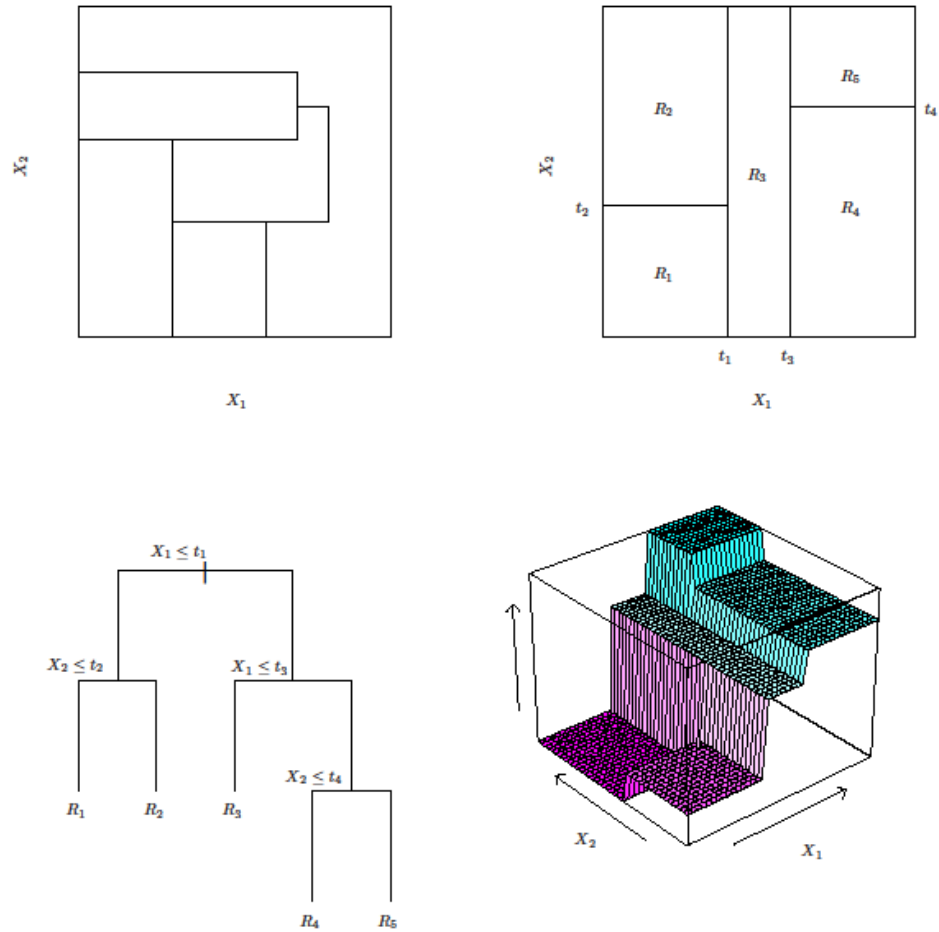 X₂
X₁
R₅
R₂
t₄
X₂
R₃
t₂
R₄
R₁
t₁
t₃
X₁
X₁ ≤ t₁
X₂ ≤ t₂
X₁ ≤ t₃
X₂ ≤ t₄
R₁
R₂
R₃
R₄
R₅
X₂
X₁